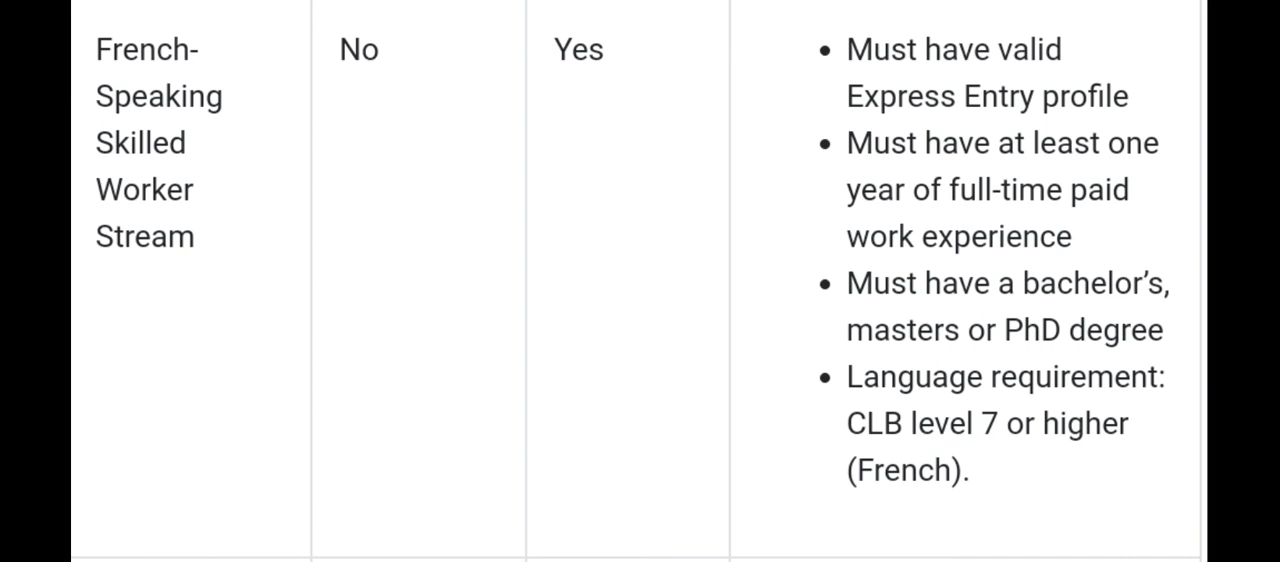 French-
Speaking
Skilled
Worker
Stream
No
Yes
• Must have valid
Express Entry profile
• Must have at least one
year of full-time paid
work experience
• Must have a bachelor’s,
masters or PhD degree
• Language requirement:
CLB level 7 or higher
(French).